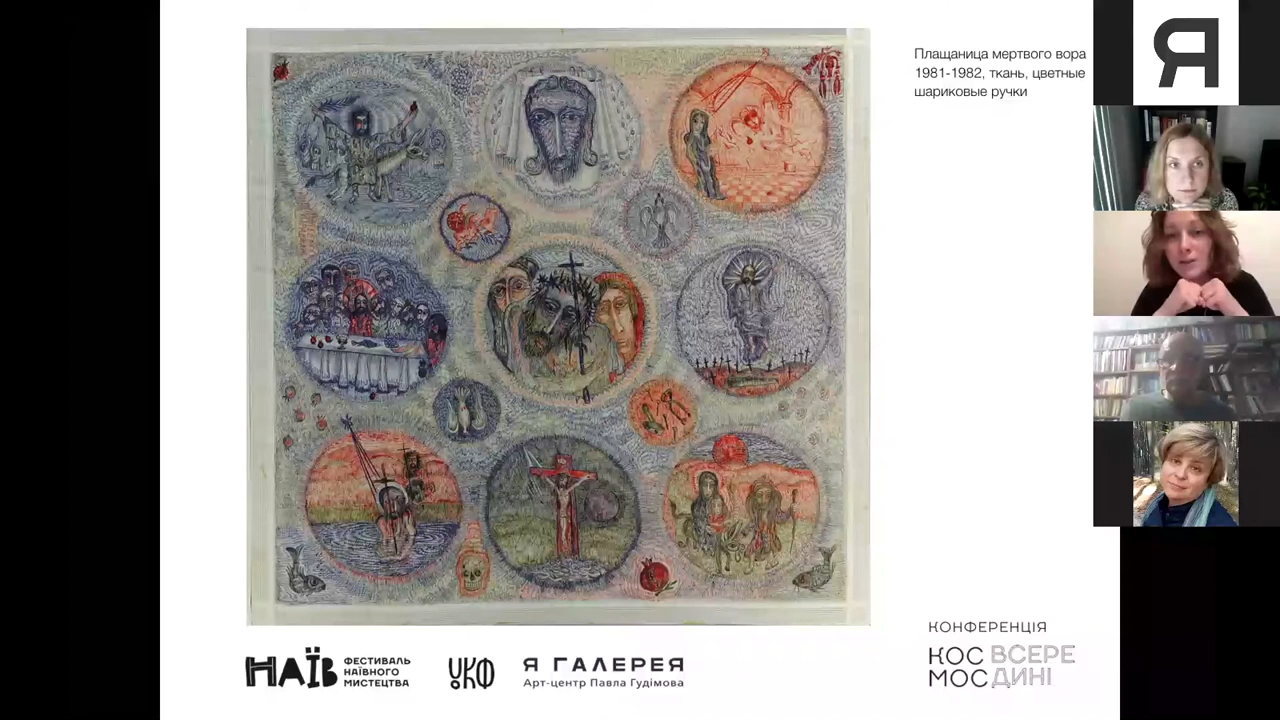 Плащаница мертвого вора
1981-1982, ткань, цветные
шариковые ручки
Я
НАЇВ
ФЕСТИВАЛЬ
НАЇВНОГО
МИСТЕЦТВА
УКФ
Я ГАЛЕРЕЯ
Арт-центр Павла Гудімова
КОНФЕРЕНЦІЯ
КОС ВСЕРЕ
МОС ДИНІ